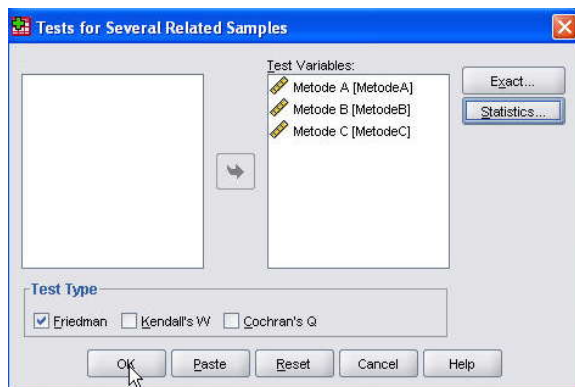 Tests for Several Related Samples
Test Variables:
Metode A [MetodeA]
Metode B [MetodeB]
Metode C [MetodeC]
Exact...
Statistics...
Test Type
Friedman Kendall's W Cochran's Q
OK Paste Reset Cancel Help